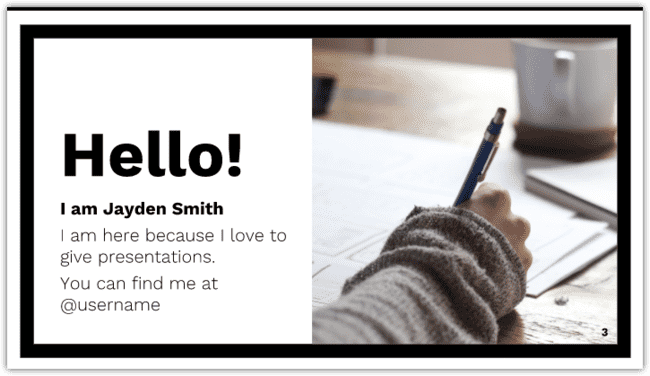 Hello!
I am Jayden Smith
I am here because I love to
give presentations.
You can find me at
@username
3